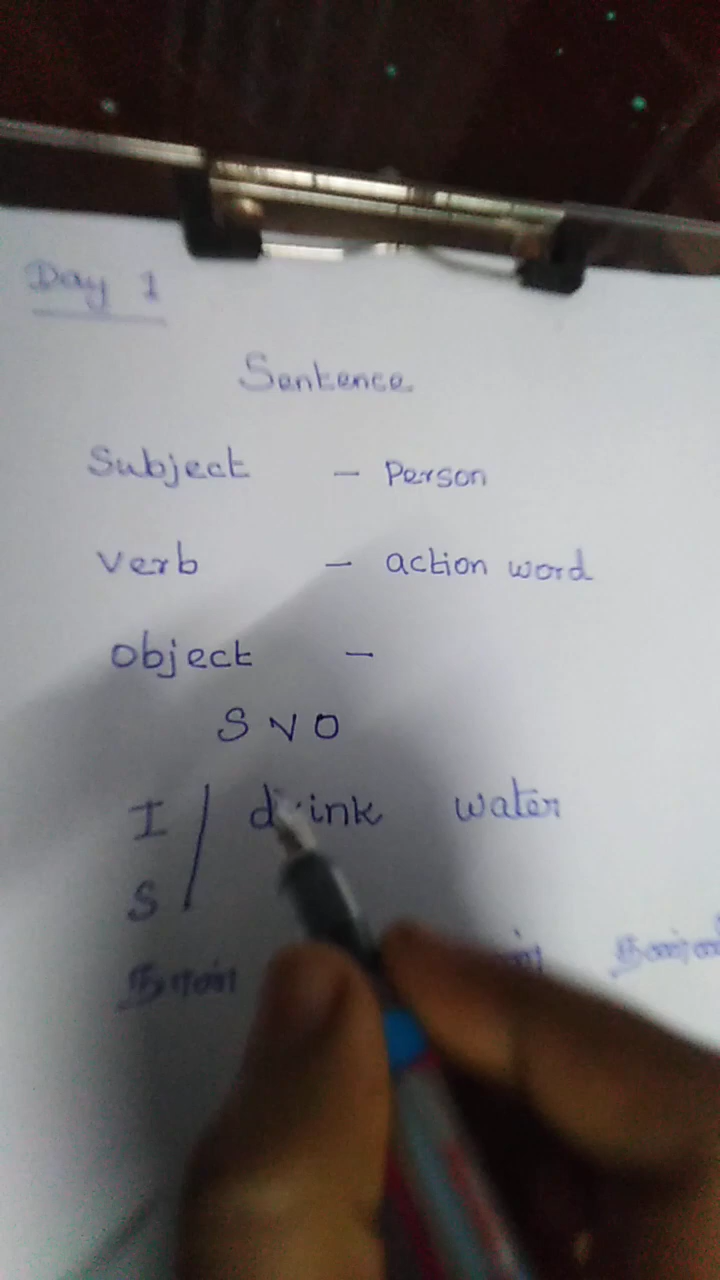 Day 1
Sentence
Subject - Person
Verb - action word
Object -
S V O
I / drink water
S
நான்